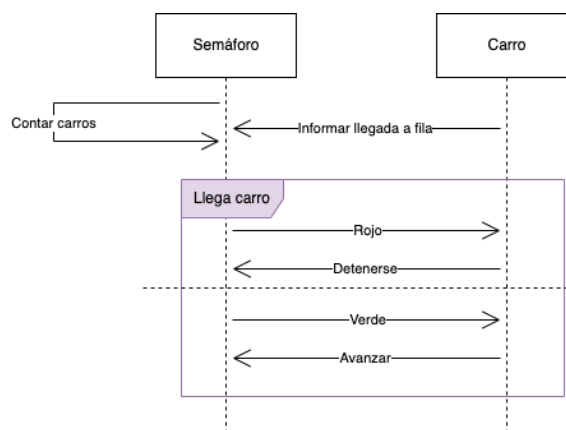 Semáforo
Carro
Contar carros
Informar llegada a fila
Llega carro
Rojo
Detenerse
Verde
Avanzar